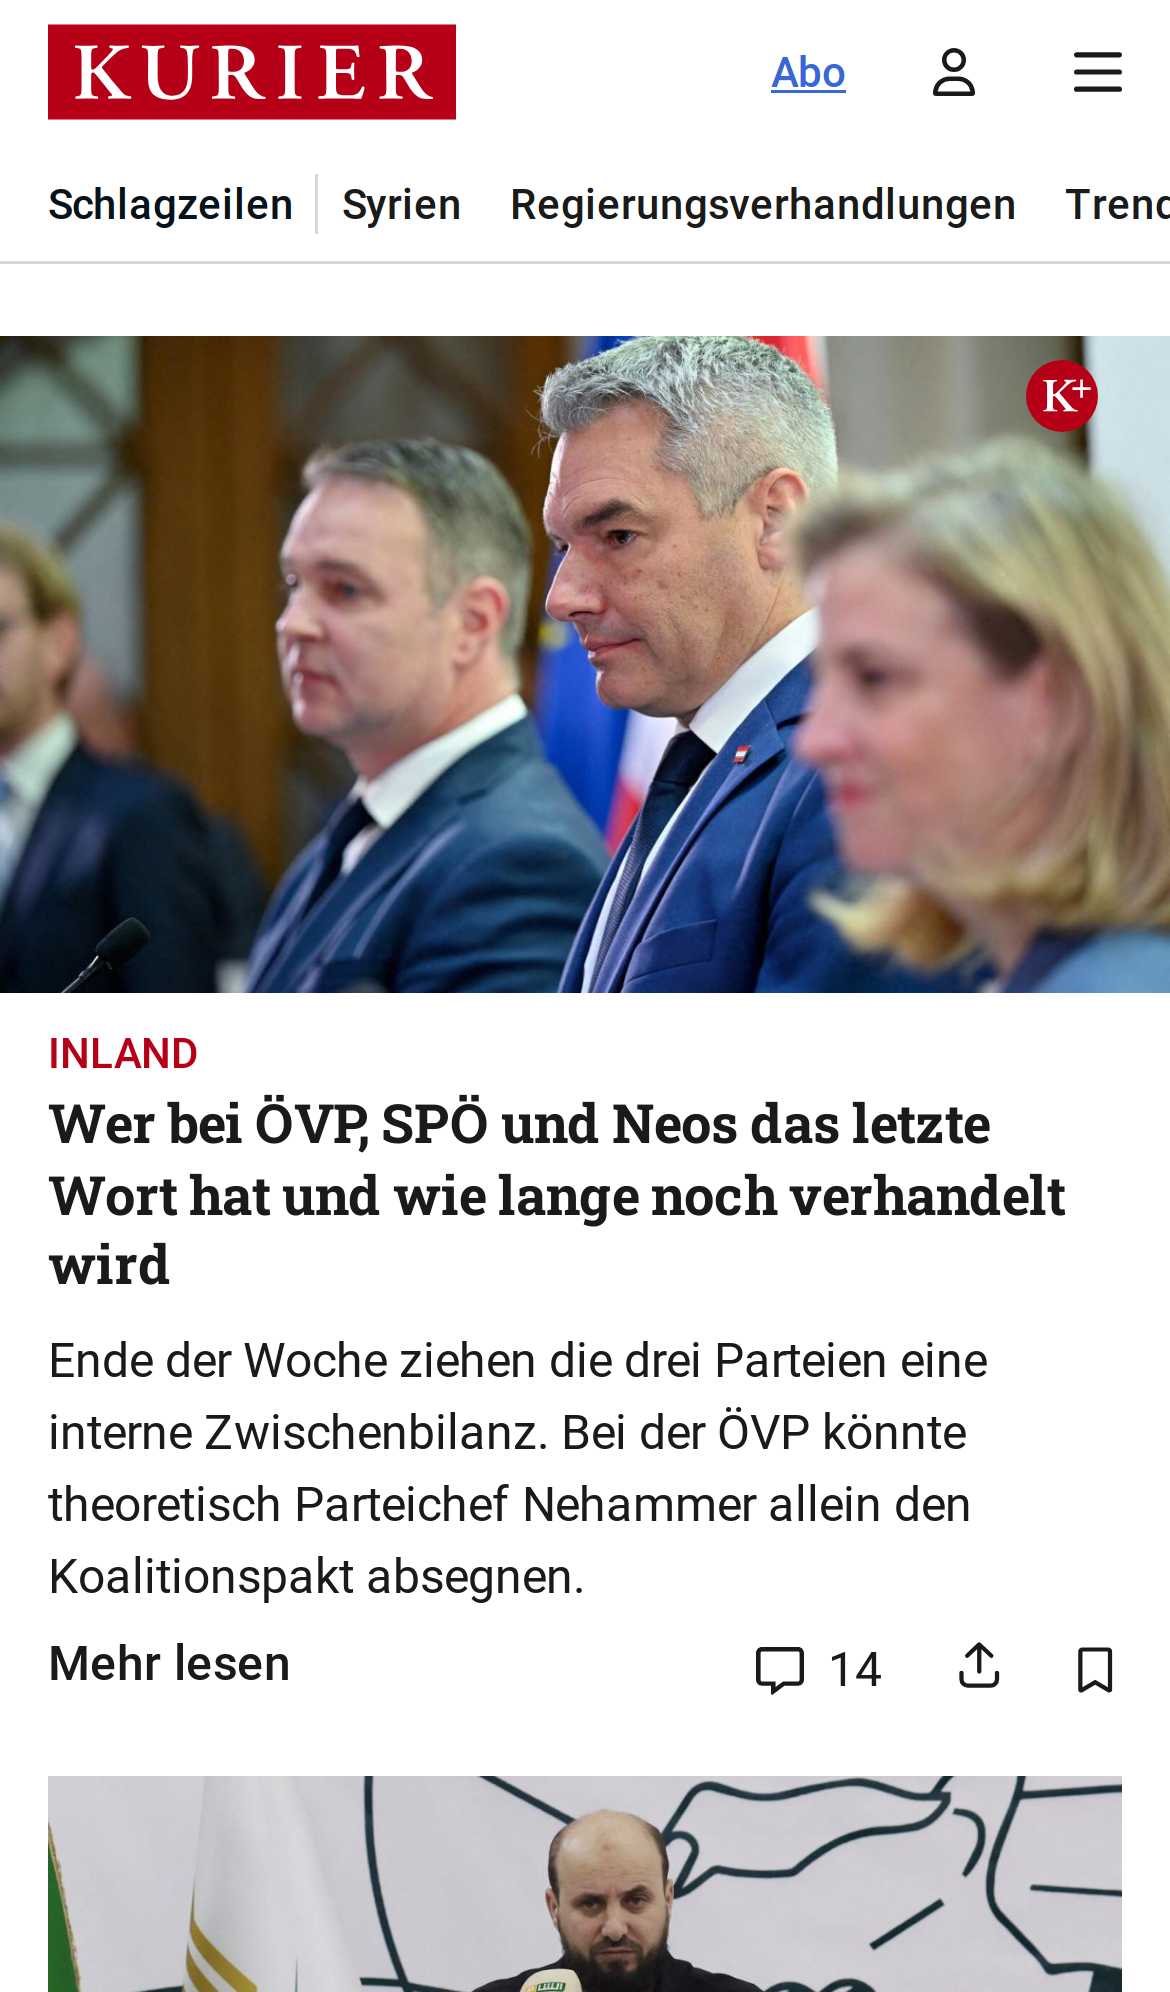 KURIER
Abo
Schlagzeilen
Syrien
Regierungsverhandlungen
Trend
K+
INLAND
Wer bei ÖVP, SPÖ und Neos das letzte
Wort hat und wie lange noch verhandelt
wird
Ende der Woche ziehen die drei Parteien eine
interne Zwischenbilanz. Bei der ÖVP könnte
theoretisch Parteichef Nehammer allein den
Koalitionspakt absegnen.
Mehr lesen
14